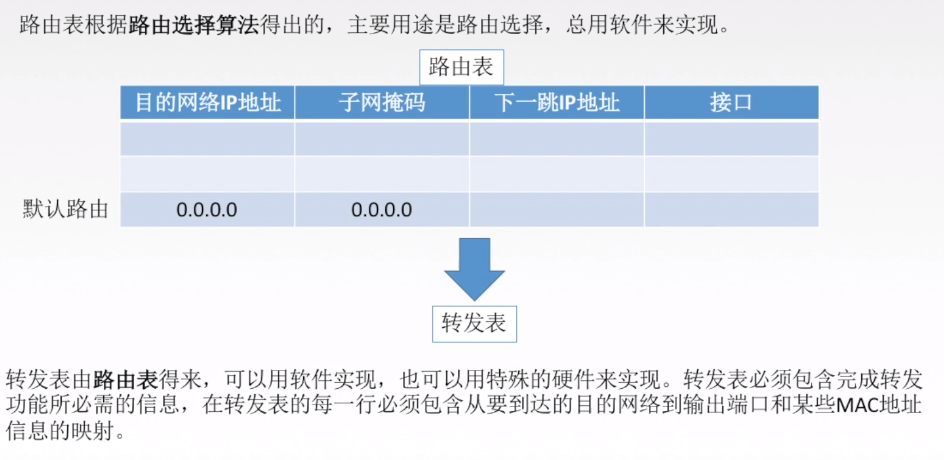 路由表根据路由选择算法得出的，主要用途是路由选择，总用软件来实现。
路由表
目的网络IP地址 子网掩码 下一跳IP地址 接口
默认路由 0.0.0.0 0.0.0.0
转发表
转发表由路由表得来，可以用软件实现，也可以用特殊的硬件来实现。转发表必须包含完成转发
功能所必需的信息，在转发表的每一行必须包含从要到达的目的网络到输出端口和某些MAC地址
信息的映射。